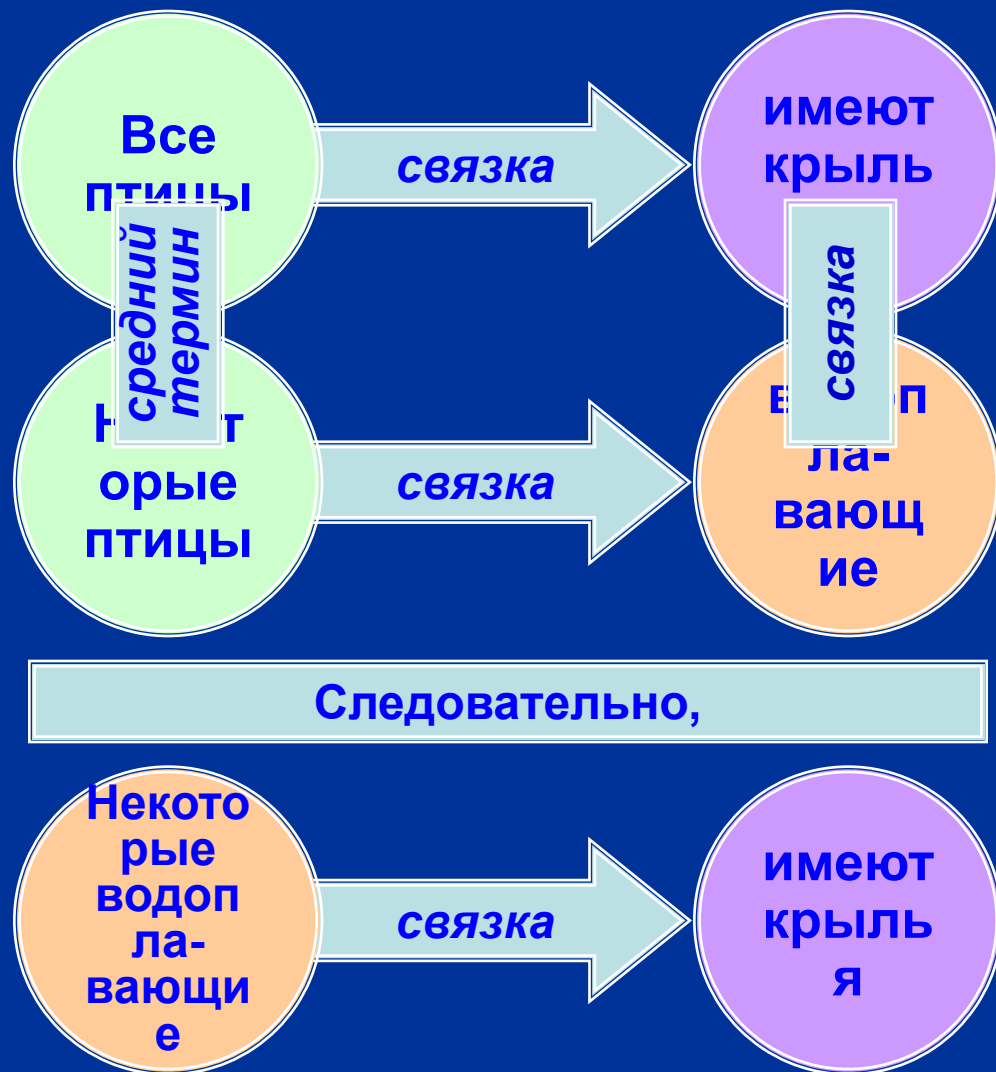 Все
птицы
связка
имеют
крыль
средний
термин
связка
орые
птицы
связка
ла-
вающ
ие
Следовательно,
Некото
рые
водоп
ла-
вающи
е
связка
имеют
крыль
я